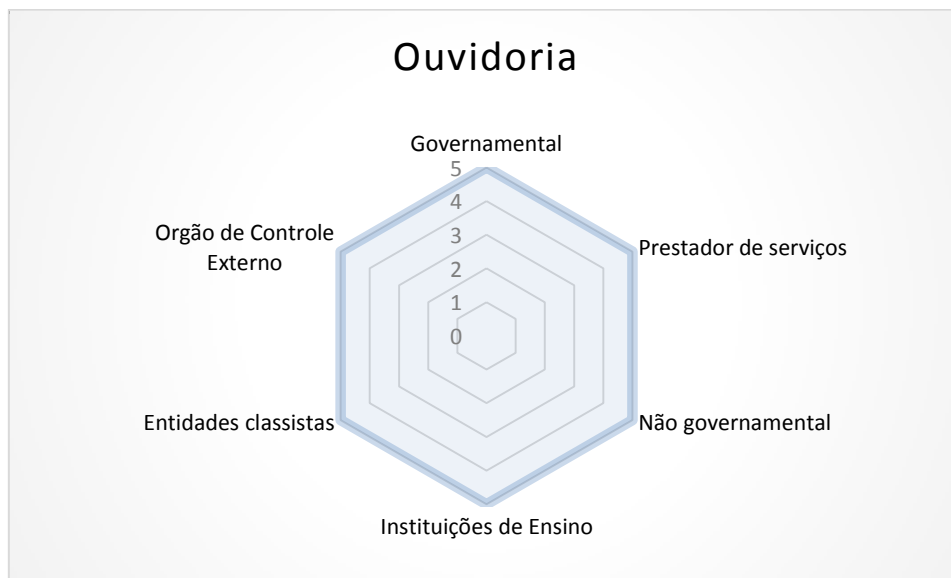 Ouvidoria
Governamental
5
4
3
2
1
0
Prestador de serviços
Não governamental
Instituições de Ensino
Entidades classistas
Orgão de Controle
Externo